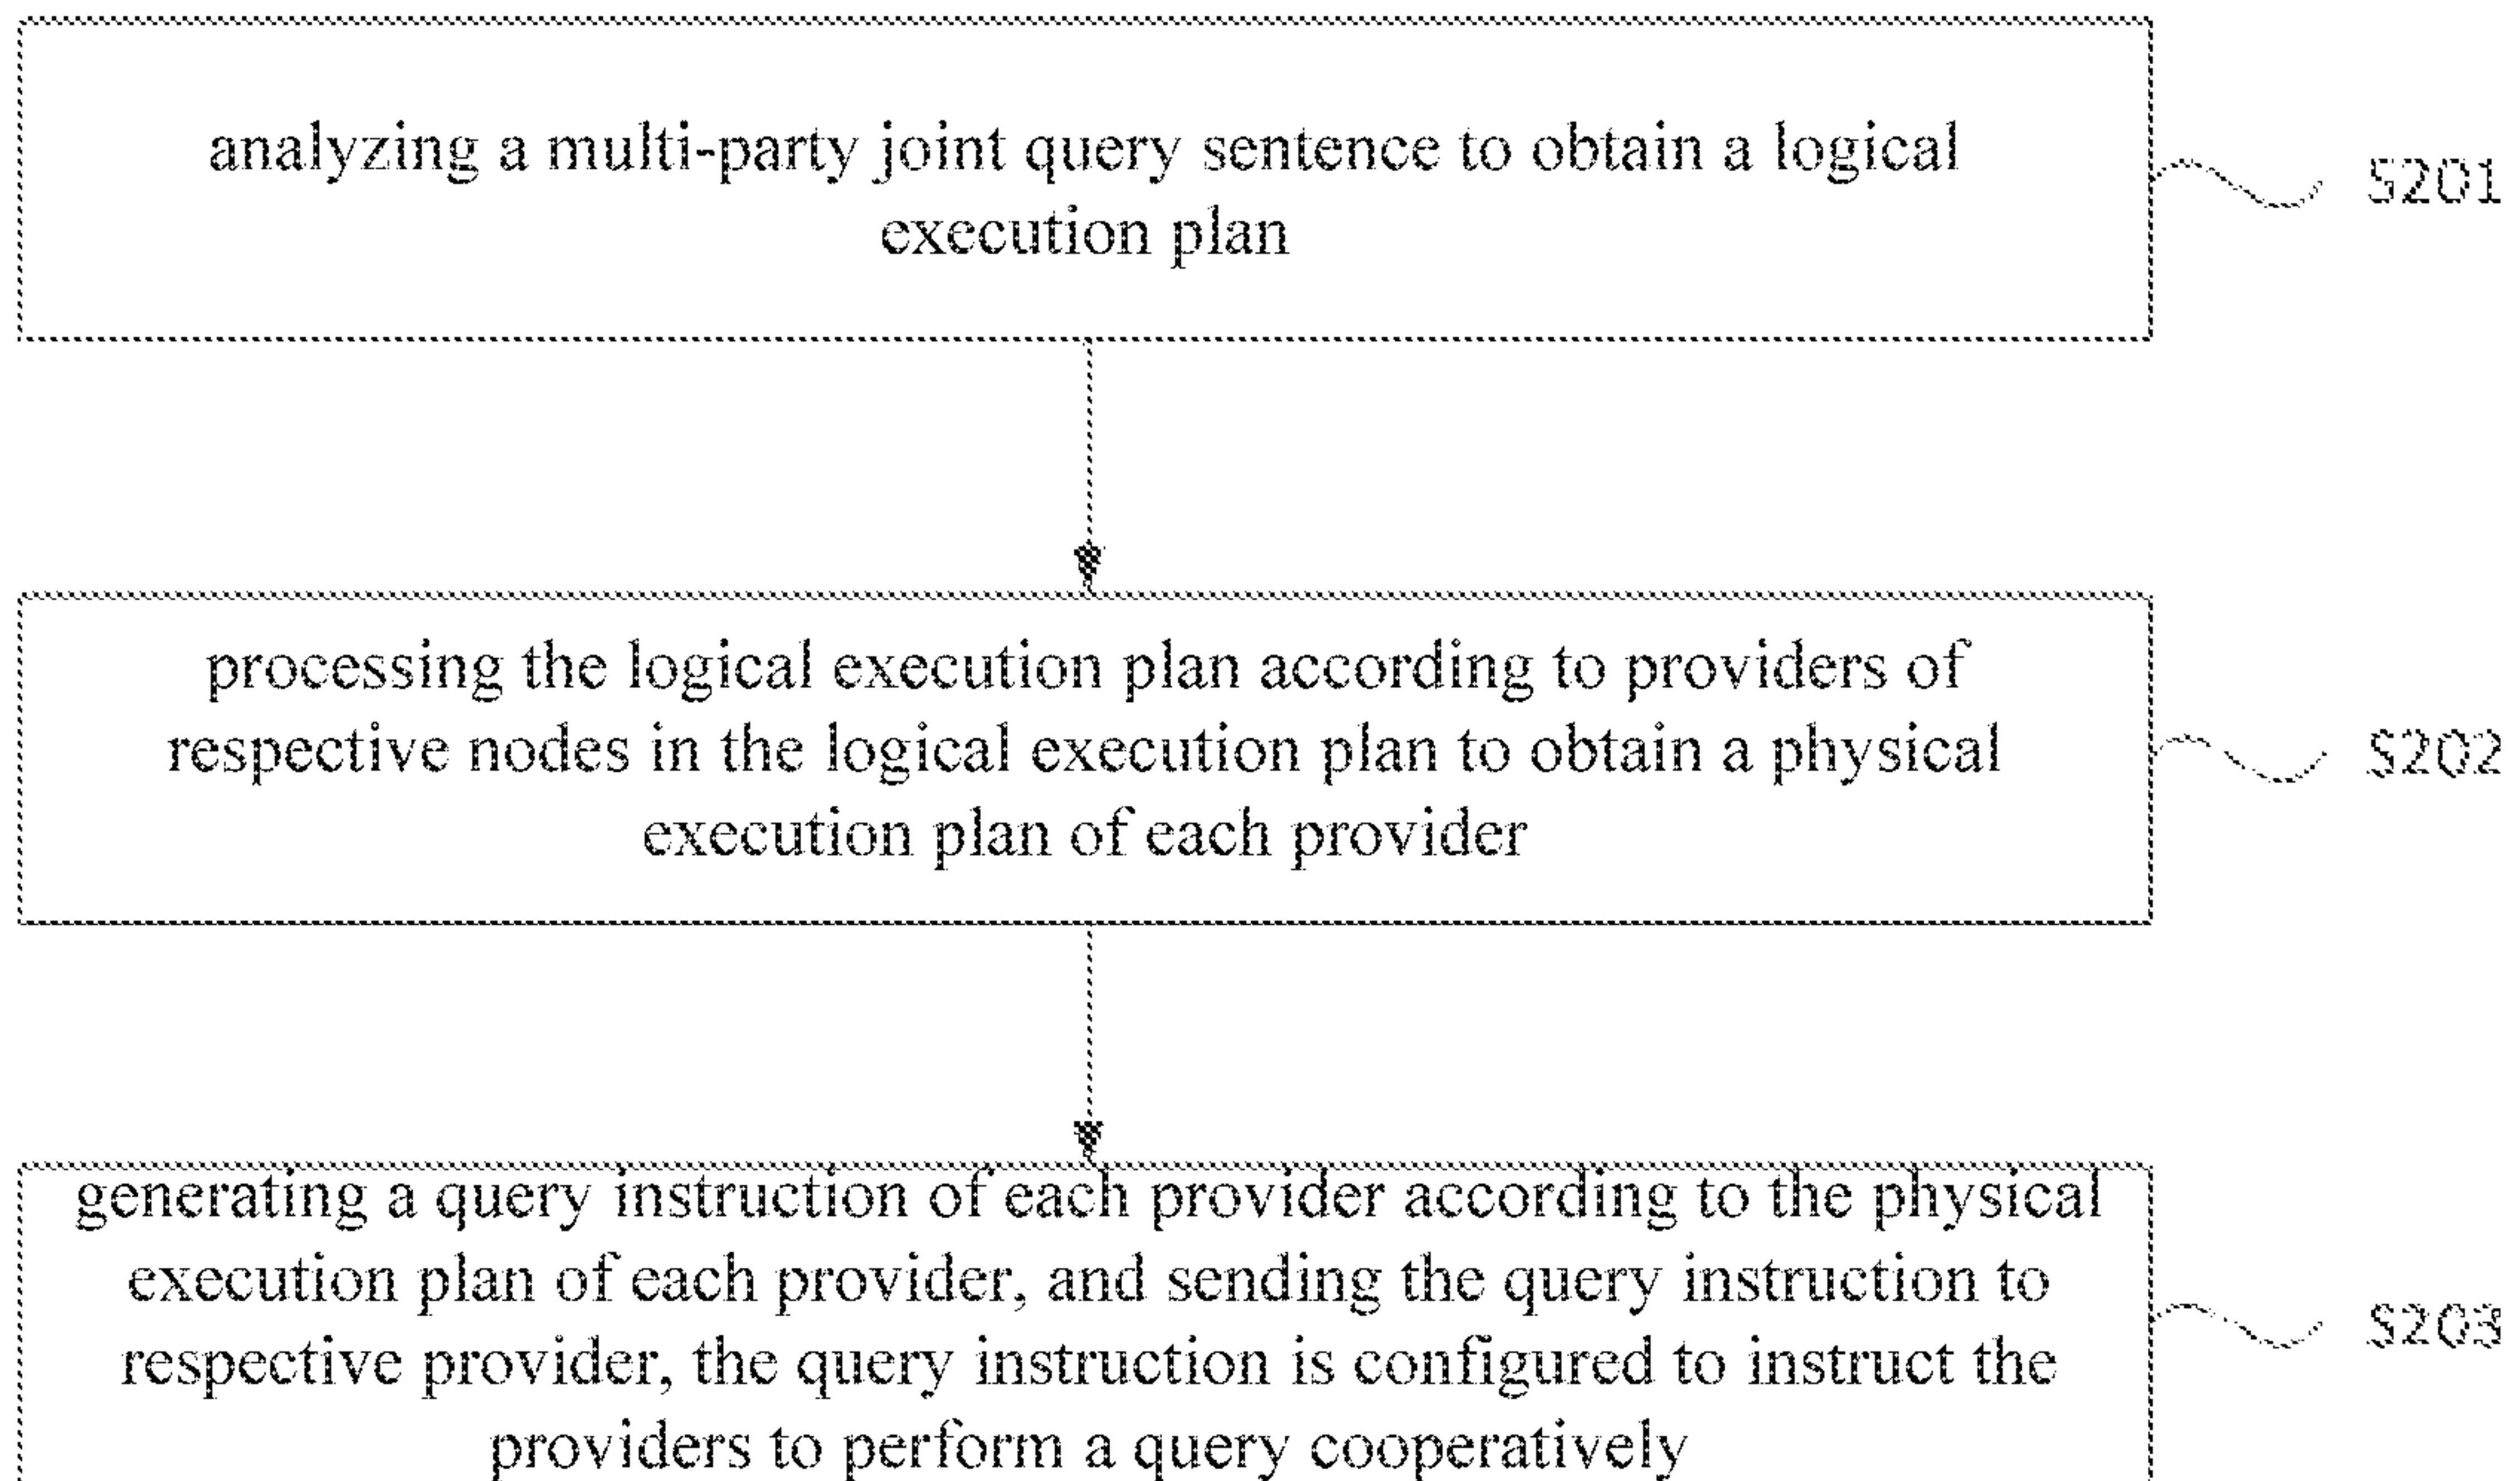 analyzing a multi-party joint query sentence to obtain a logical
execution plan
S201
processing the logical execution plan according to providers of
respective nodes in the logical execution plan to obtain a physical
execution plan of each provider
S202
generating a query instruction of each provider according to the physical
execution plan of each provider, and sending the query instruction to
respective provider, the query instruction is configured to instruct the
providers to perform a query cooperatively
S203